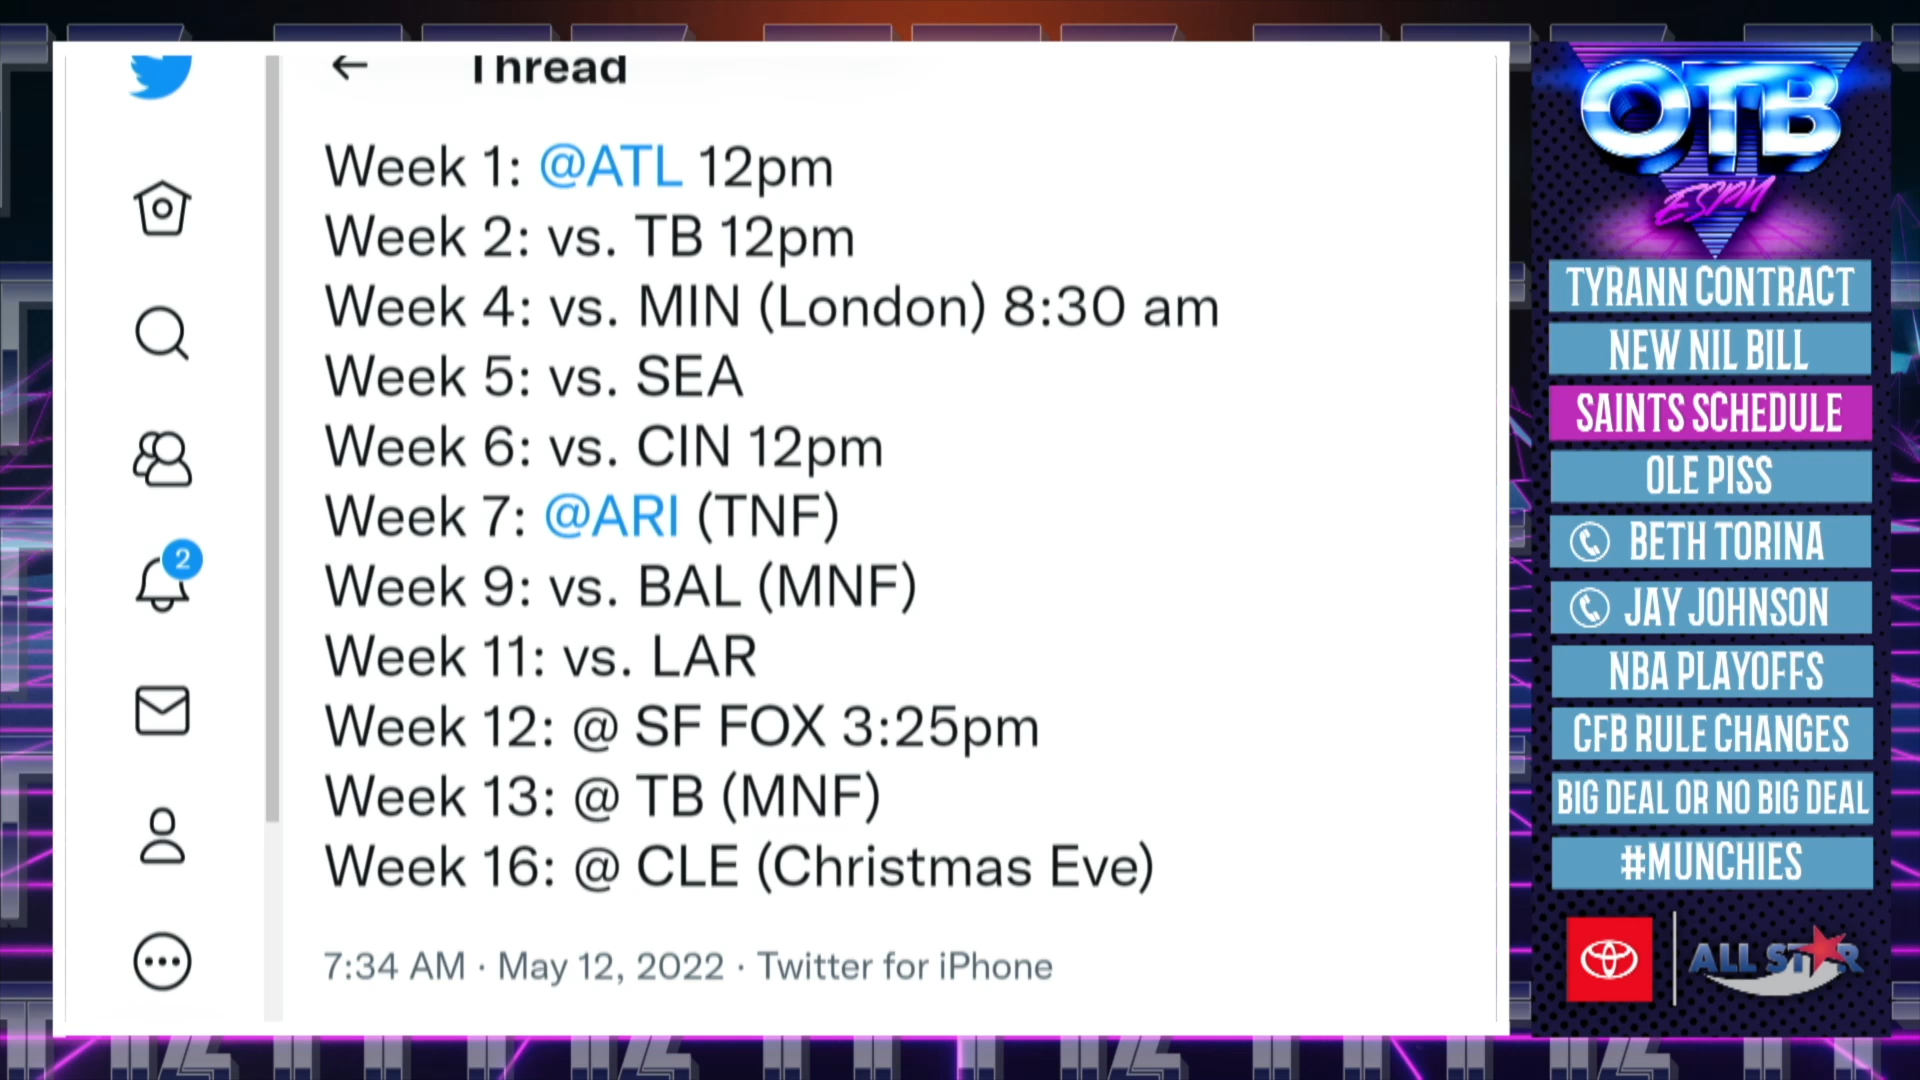 Thread
Week 1: @ATL 12pm
Week 2: vs. TB 12pm
Week 4: vs. MIN (London) 8:30 am
Week 5: vs. SEA
Week 6: vs. CIN 12pm
Week 7: @ARI (TNF)
Week 9: vs. BAL (MNF)
Week 11: vs. LAR
Week 12: @ SF FOX 3:25pm
Week 13: @ TB (MNF)
Week 16: @ CLE (Christmas Eve)
7:34 AM · May 12, 2022 · Twitter for iPhone
2
OTB
ESPN
TYRANN CONTRACT
NEW NIL BILL
SAINTS SCHEDULE
OLE PISS
BETH TORINA
JAY JOHNSON
NBA PLAYOFFS
CFB RULE CHANGES
BIG DEAL OR NO BIG DEAL
#MUNCHIES
ALL STAR